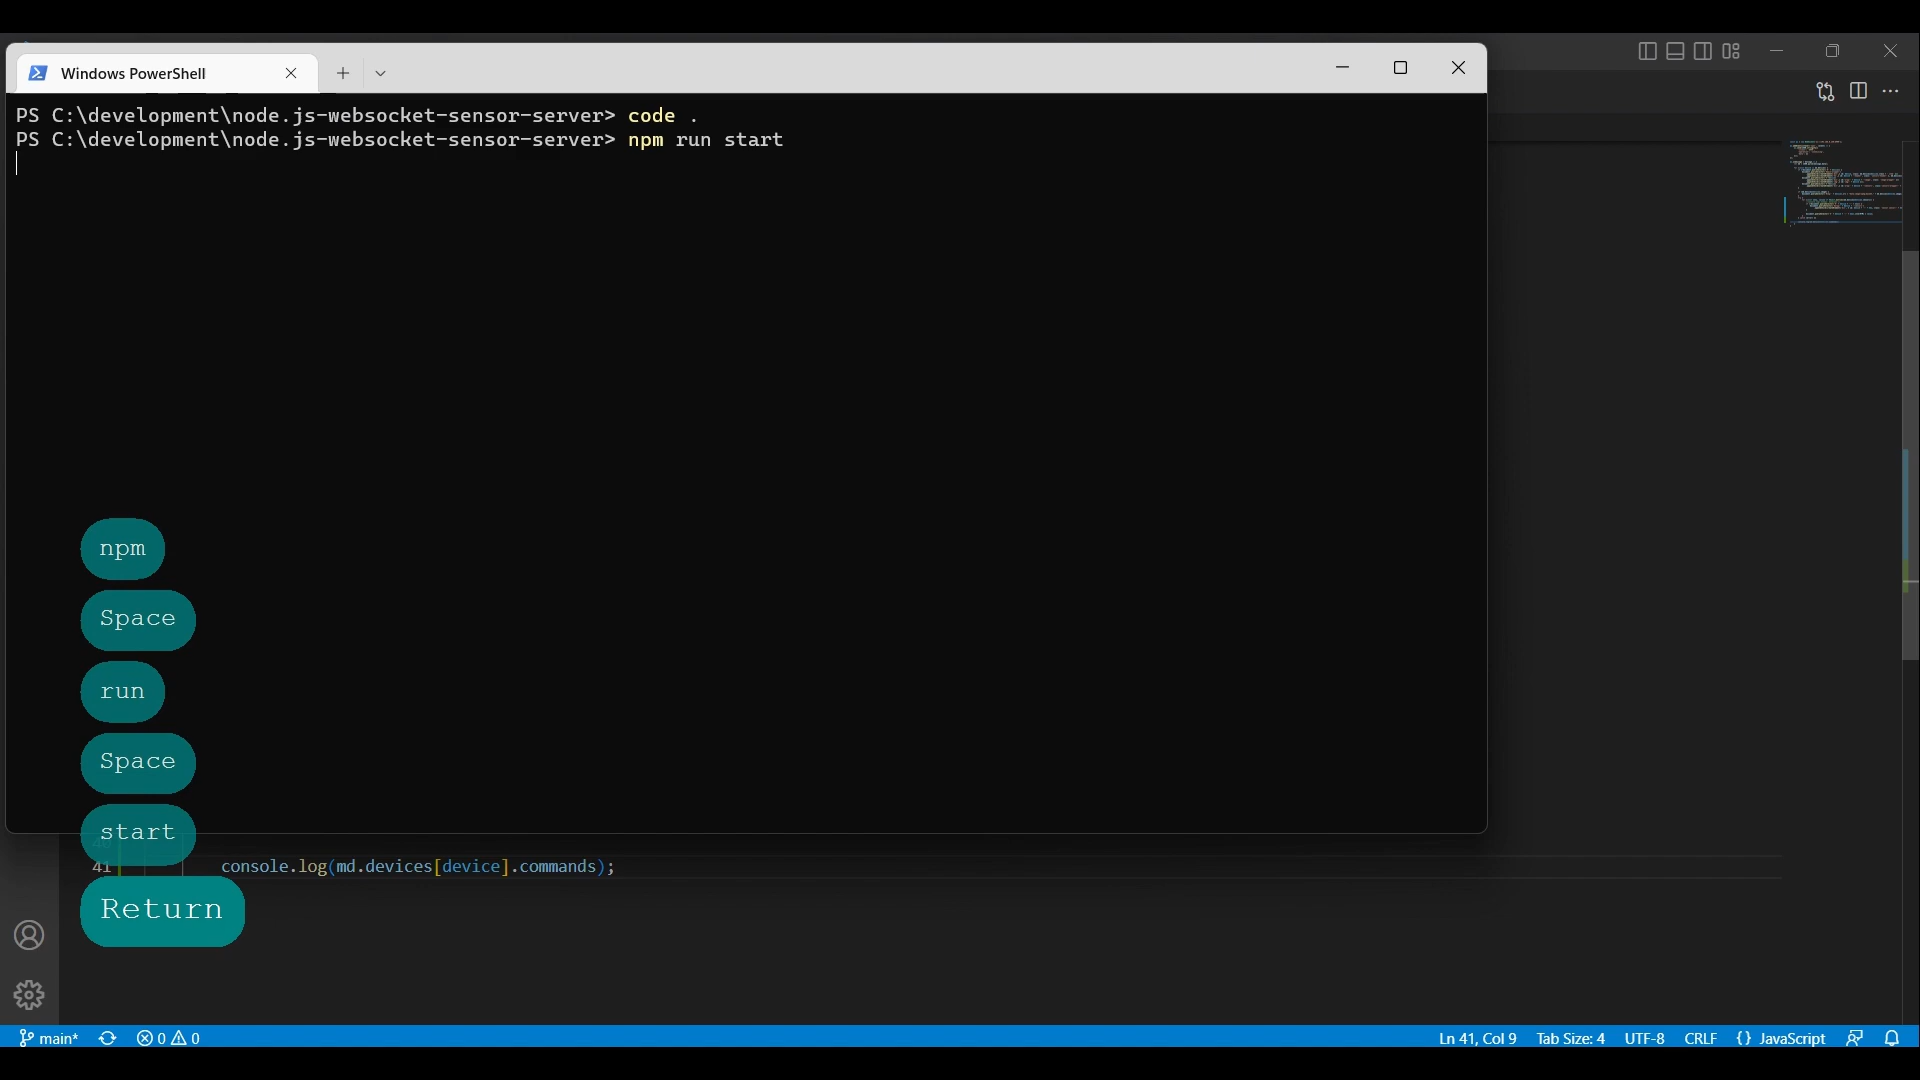 Windows PowerShell
PS C:\development\node.js-websocket-sensor-server> code .
PS C:\development\node.js-websocket-sensor-server> npm run start
npm
Space
run
Space
start
40
41 console.log(md.devices[device].commands);
Return
main* 0 0 Ln 41, Col 9 Tab Size: 4 UTF-8 CRLF {} JavaScript